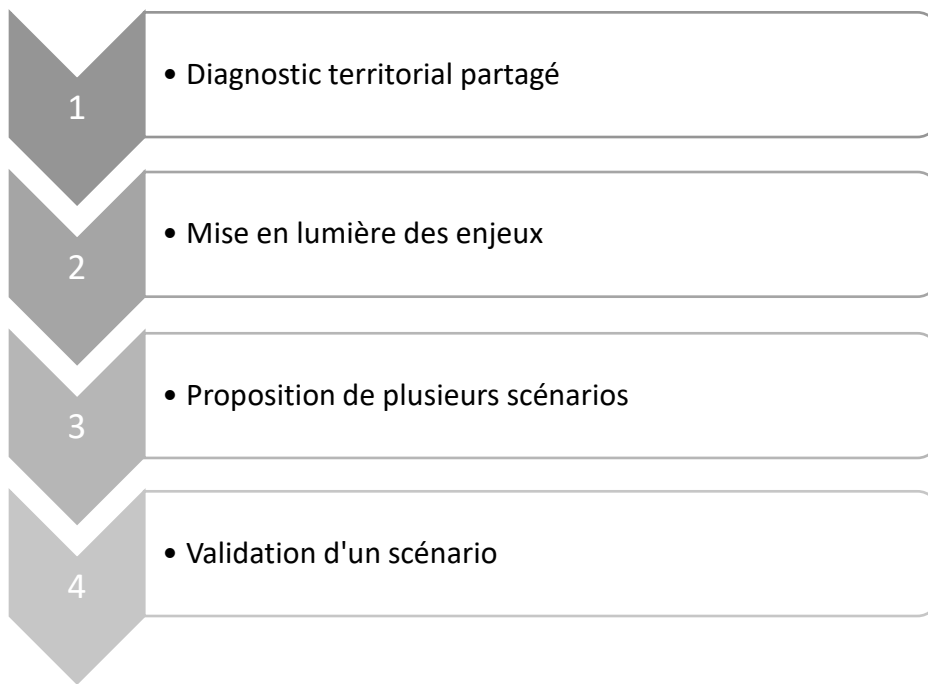 1
• Diagnostic territorial partagé
2
• Mise en lumière des enjeux
3
• Proposition de plusieurs scénarios
4
• Validation d'un scénario